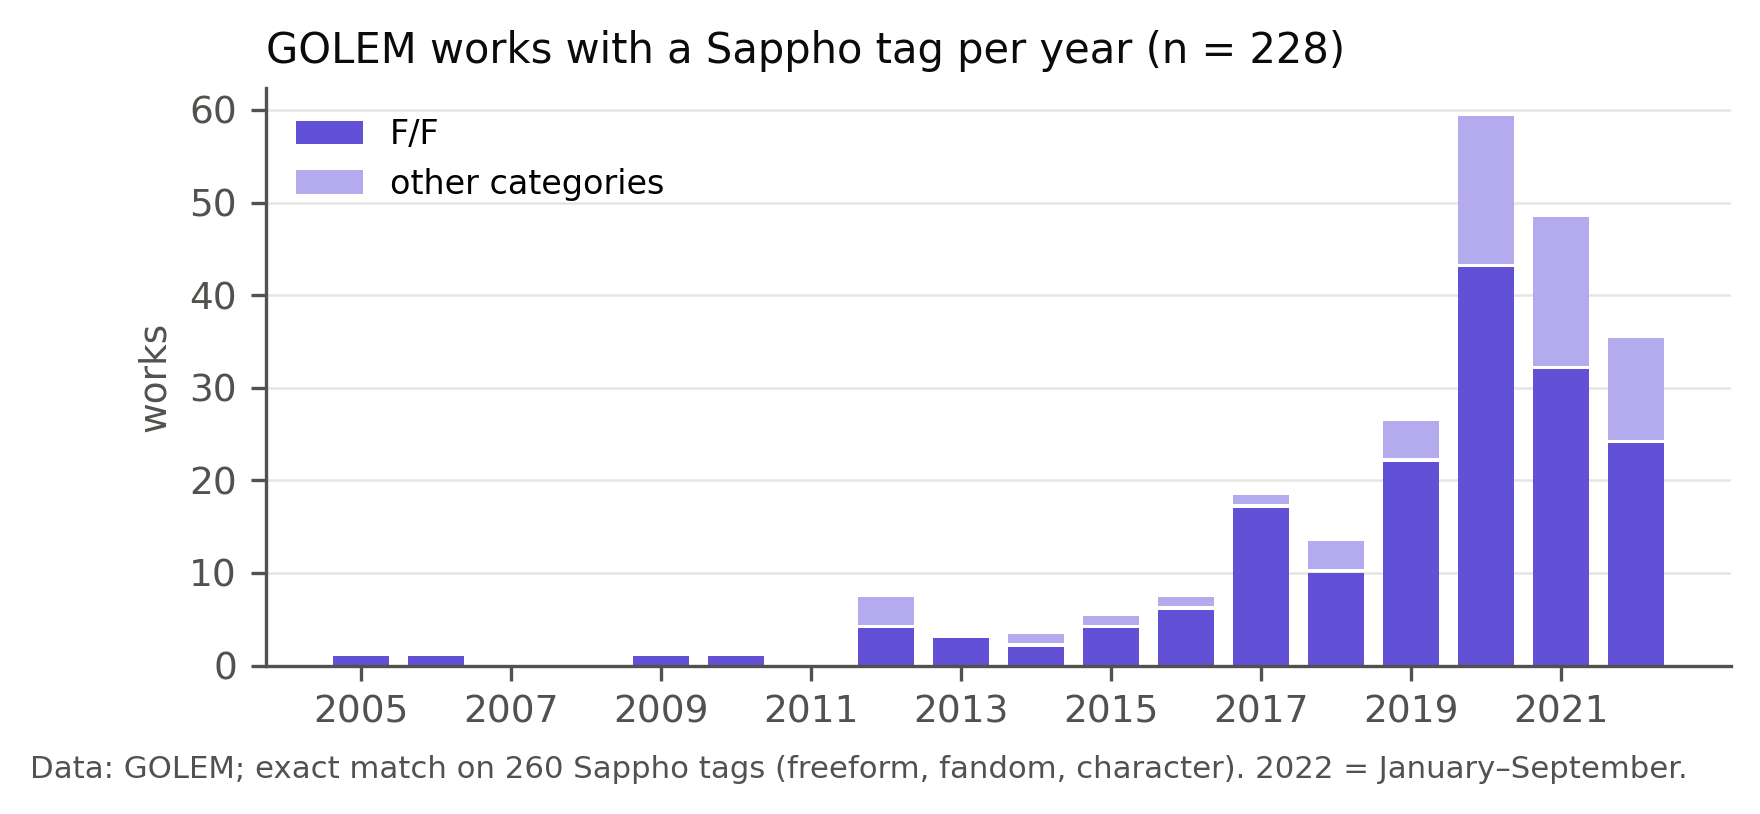 GOLEM works with a Sappho tag per year (n = 228)
F/F
other categories
works
60
50
40
30
20
10
0
2005 2007 2009 2011 2013 2015 2017 2019 2021
Data: GOLEM; exact match on 260 Sappho tags (freeform, fandom, character). 2022 = January–September.